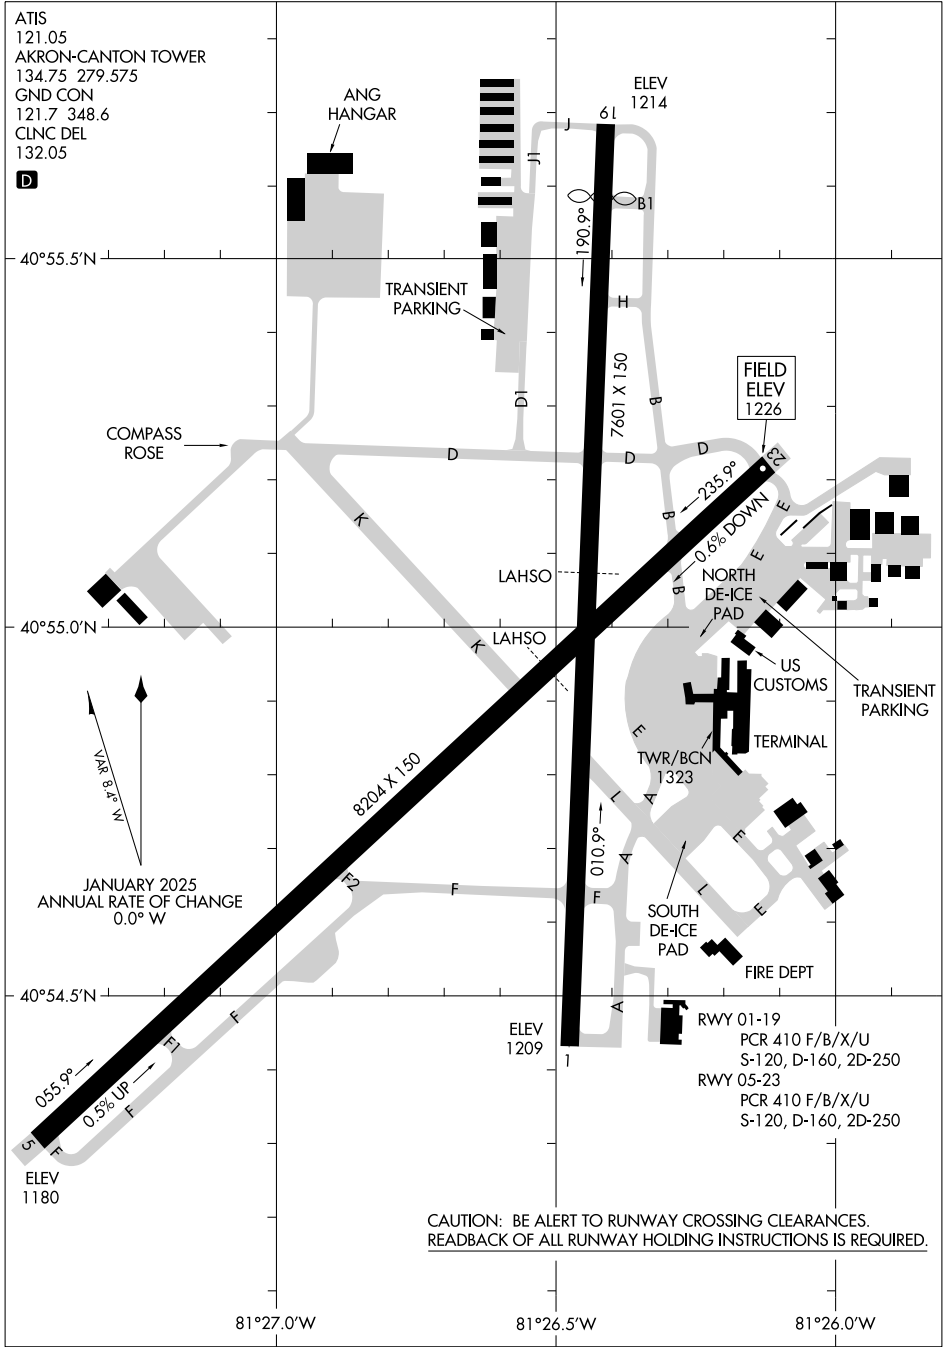 ATIS
121.05
AKRON-CANTON TOWER
134.75 279.575
GND CON
121.7 348.6
CLNC DEL
132.05
D
ANG
HANGAR
ELEV
1214
19
J
J1
B1
190.9°
40°55.5'N
TRANSIENT
PARKING
H
7601 X 150
D1
B
FIELD
ELEV
1226
COMPASS
ROSE
D
D
D
23
235.9°
0.6% DOWN
K
B
E
E
LAHSO
NORTH
DE-ICE
PAD
B
40°55.0'N
LAHSO
K
US
CUSTOMS
TRANSIENT
PARKING
VAR 8.4° W
E
TWR/BCN
1323
TERMINAL
8204 X 150
L
A
010.9°
E
A
JANUARY 2025
ANNUAL RATE OF CHANGE
0.0° W
F2
F
F
L
E
SOUTH
DE-ICE
PAD
FIRE DEPT
40°54.5'N
F
A
ELEV
1209
1
RWY 01-19
PCR 410 F/B/X/U
S-120, D-160, 2D-250
RWY 05-23
PCR 410 F/B/X/U
S-120, D-160, 2D-250
F1
055.9°
0.5% UP
F
F
5
ELEV
1180
CAUTION: BE ALERT TO RUNWAY CROSSING CLEARANCES.
READBACK OF ALL RUNWAY HOLDING INSTRUCTIONS IS REQUIRED.
81°27.0'W
81°26.5'W
81°26.0'W